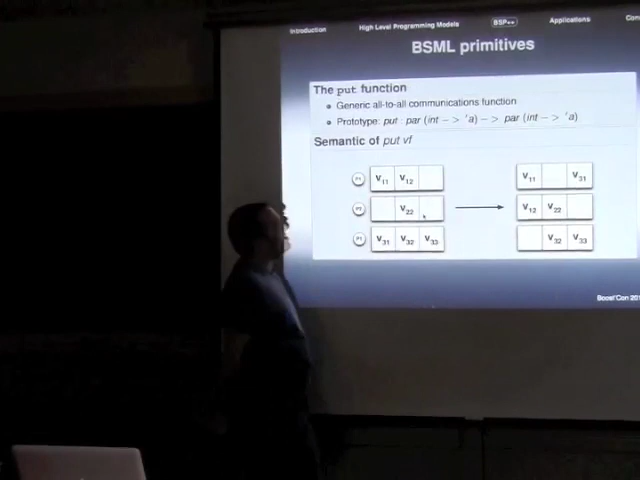 Introduction High Level Programming Models BSP++ Applications
BSML primitives
The put function
Generic all-to-all communications function
Prototype: put : par (int -> 'a) -> par (int -> 'a)
Semantic of put vf
V11 V12 V11 V31
V22 V12 V22
V31 V32 V33 V32 V33
Boost'Con